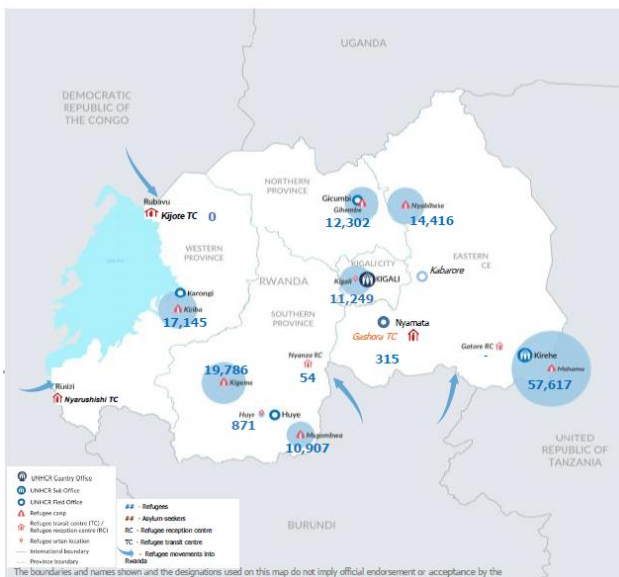 UGANDA
DEMOCRATIC
REPUBLIC OF
THE CONGO
NORTHERN
PROVINCE
Rubavu
Kijote TC 0
Gicumbi
Gihembe
12,302
Nyabiheke
14,416
WESTERN
PROVINCE
KIGALI CITY
EASTERN
CE
Kigali
KIGALI
Kabarore
RWANDA
11,249
Karongi
Kiziba
17,145
SOUTHERN
PROVINCE
Nyamata
Gashora TC
315
Nyanza RC
54
Gatore RC
-
Kirehe
Mahama
57,617
19,786
Kigeme
Rusizi
Nyarushishi TC
Huye
Huye
871
Mugombwa
10,907
UNITED
REPUBLIC OF
TANZANIA
BURUNDI
UNHCR Country Office
UNHCR Sub Office
UNHCR Field Office
Refugee camp
Refugee transit centre (TC) /
Refugee reception centre (RC)
Refugee urban location
International boundary
Province boundary
## - Refugees
## - Asylum-seekers
RC - Refugee reception centre
TC - Refugee transit centre
- Refugee movements into
Rwanda
The boundaries and names shown and the designations used on this map do not imply official endorsement or acceptance by the